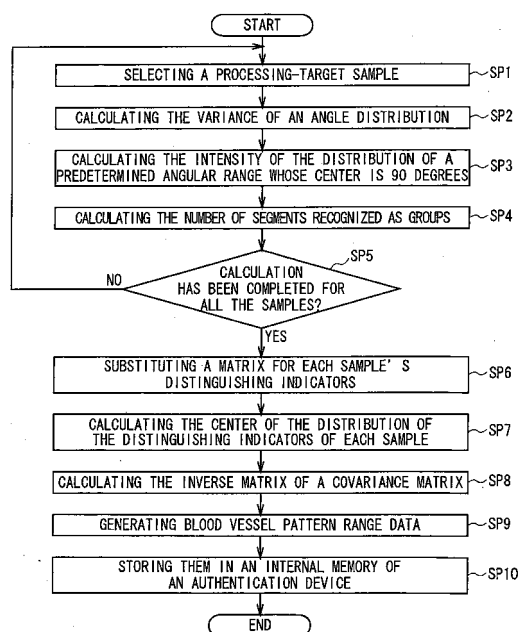 START
SELECTING A PROCESSING-TARGET SAMPLE
SP1
CALCULATING THE VARIANCE OF AN ANGLE DISTRIBUTION
SP2
CALCULATING THE INTENSITY OF THE DISTRIBUTION OF A
PREDETERMINED ANGULAR RANGE WHOSE CENTER IS 90 DEGREES
SP3
CALCULATING THE NUMBER OF SEGMENTS RECOGNIZED AS GROUPS
SP4
SP5
CALCULATION
HAS BEEN COMPLETED FOR
ALL THE SAMPLES?
NO
YES
SUBSTITUTING A MATRIX FOR EACH SAMPLE'S
DISTINGUISHING INDICATORS
SP6
CALCULATING THE CENTER OF THE DISTRIBUTION OF
THE DISTINGUISHING INDICATORS OF EACH SAMPLE
SP7
CALCULATING THE INVERSE MATRIX OF A COVARIANCE MATRIX
SP8
GENERATING BLOOD VESSEL PATTERN RANGE DATA
SP9
STORING THEM IN AN INTERNAL MEMORY OF
AN AUTHENTICATION DEVICE
SP10
END